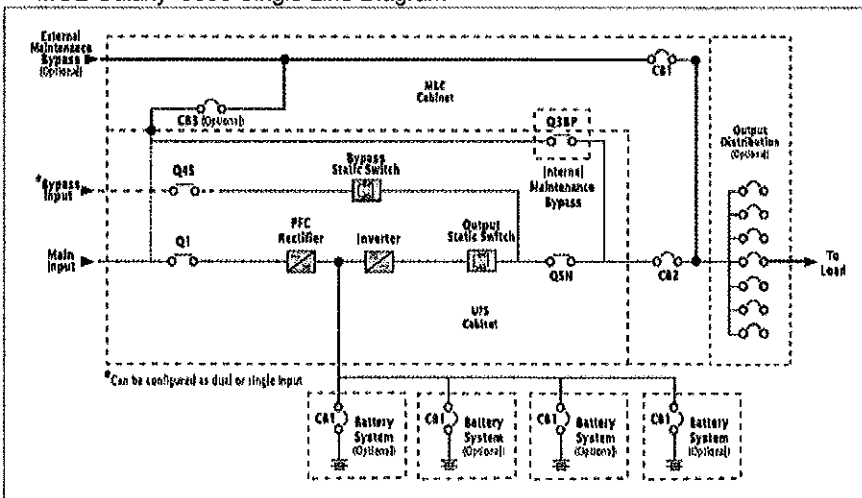 External
Maintenance
Bypass
(Optional)
CB1
MBC
Cabinet
CB3 (Optional)
Q3BP
Output
Distribution
(Optional)
Bypass
Static Switch
Internal
Maintenance
Bypass
Q4S
*Bypass
Input
PFC
Rectifier
Inverter
Output
Static Switch
Q1
Main
Input
Q5N
CB2
To
Load
UPS
Cabinet
*Can be configured as dual or single input
CB1
Battery
System
(Optional)
CB1
Battery
System
(Optional)
CB1
Battery
System
(Optional)
CB1
Battery
System
(Optional)